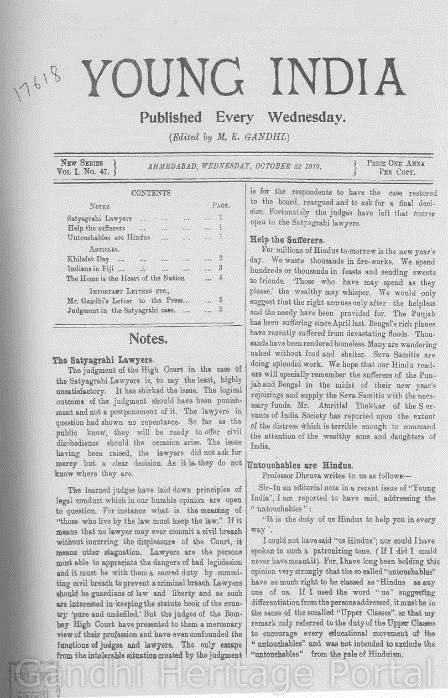 17618
YOUNG INDIA
Published Every Wednesday.
(Edited by M. K. GANDHI.)
NEW SERIES
VOL I. NO. 47.
AHMEDABAD, WEDNESDAY, OCTOBER 22 1919,
PRICE ONE ANNA
PER COPY.
CONTENTS
NOTES PAGE.
Satyagrahi Lawyers ... ... ... ... 1
Help the sufferers ... ... ... ... 1
Untouchables are Hindus ... ... ... 1
ARTICLES.
Khilafat Day ... ... ... ... 2
Indians in Fiji ... ... ... ... 3
The Home is the Heart of the Nation. ... 4
IMPORTANT LETTERS ETC.,
Mr. Gandhi's Letter to the Press... ... 5
Judgment in the Satyagrahi case. ... ... 5
Notes.
The Satyagrahi Lawyers.
The judgment of the High Court in the case of
the Satyagrahi Lawyers is, to say the least, highly
unsatisfactory. It has shirked the issue. The logical
outcome of the judgment should have been punish-
ment and not a postponement of it. The lawyers in
question had shown no repentance. So far as the
public know, they will be ready to offer civil
disobedience should the occasion arise. The issue
having been raised, the lawyers did not ask for
mercy but a clear decision. As it is they do not
know where they are.
The learned judges have laid down principles of
legal conduct which in our humble opinion are open
to question. For instance what is the meaning of
"those who live by the law must keep the law." If it
means that no lawyer may ever commit a civil breach
without incurring the displeasure of the Court, it
means utter stagnation. Lawyers are the persons
most able to appreciate the dangers of bad legislation
and it must be with them a sacred duty by commit-
ting civil breach to prevent a criminal breach. Lawyers
should be guardians of law and liberty and as such
are interested in keeping the statute book of the coun-
try 'pure and undefiled.' But the judges of the Bom-
bay High Court have presented to them a mercenary
view of their profession and have even confounded the
functions of judges and lawyers. The only escape
from the intolerable situation created by the judgment
is for the respondents to have the case restored
to the board, reargued and to ask for a final deci-
sion. Fortunately the judges have left that course
open to the Satyagrahi lawyers.
Help the Sufferers.
For millions of Hindus to-morrow is the new year's
day. We waste thousands in fire-works. We spend
hundreds or thousands in feasts and sending sweets
to friends. 'Those who may spend as they
please,' the wealthy may whisper. We would only
suggest that the right accrues only after the helpless
and the needy have been provided for. The Punjab
has been suffering since April last. Bengal's rich planes
have recently suffered from devastating floods. Thou-
sands have been rendered homeless. Many are wandering
naked without food and shelter. Seva Samitis are
doing splendid work. We hope that our Hindu read-
ers will specially remember the sufferers of the Pun-
jab and Bengal in the midst of their new year's
rejoicings and supply the Seva Samitis with the neces-
sary funds. Mr. Amritlal Thakkar of the Ser-
vants of India Society has reported upon the extent
of the distress which is terrible enough to command
the attention of the wealthy sons and daughters of
India.
Untouchables are Hindus.
Professor Dhruva writes to us as follows—
Sir–In an editorial note in a recent issue of "Young
India", I am reported to have said, addressing the
"untouchables" :
"It is the duty of us Hindus to help you in every
way".
I could not have said "us Hindus"; nor could I have
spoken in such a patronizing tone. (If I did I could
never have meant it). For, I have long been holding this
opinion very strongly that the so called "untouchables"
have as much right to be classed as "Hindus as any
one of us. If I used the word "us" suggesting
differentiation from the persons addressed, it must be in
the sense of the socalled "Upper Classes" so that my
remark only referred to the duty of the Upper Classes
to encourage every educational movement of the
"untouchables" and was not intended to exclude the
"untouchables" from the pale of Hinduism.
Gandhi Heritage Portal